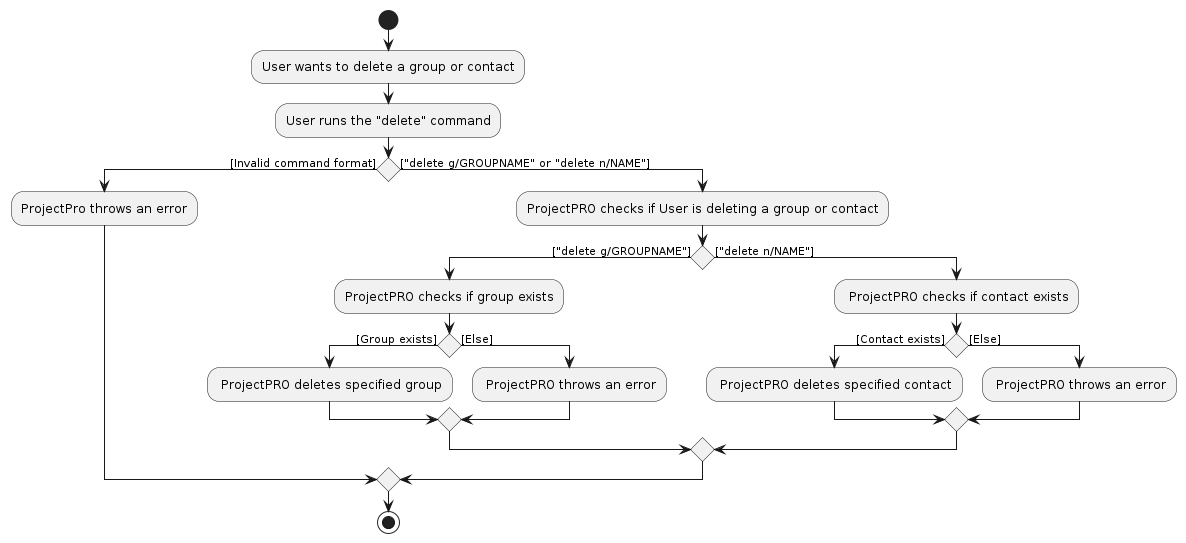 User wants to delete a group or contact
User runs the "delete" command
[Invalid command format]
["delete g/GROUPNAME" or "delete n/NAME"]
ProjectPro throws an error
ProjectPRO checks if User is deleting a group or contact
["delete g/GROUPNAME"]
["delete n/NAME"]
ProjectPRO checks if group exists
ProjectPRO checks if contact exists
[Group exists]
[Else]
[Contact exists]
[Else]
ProjectPRO deletes specified group
ProjectPRO throws an error
ProjectPRO deletes specified contact
ProjectPRO throws an error